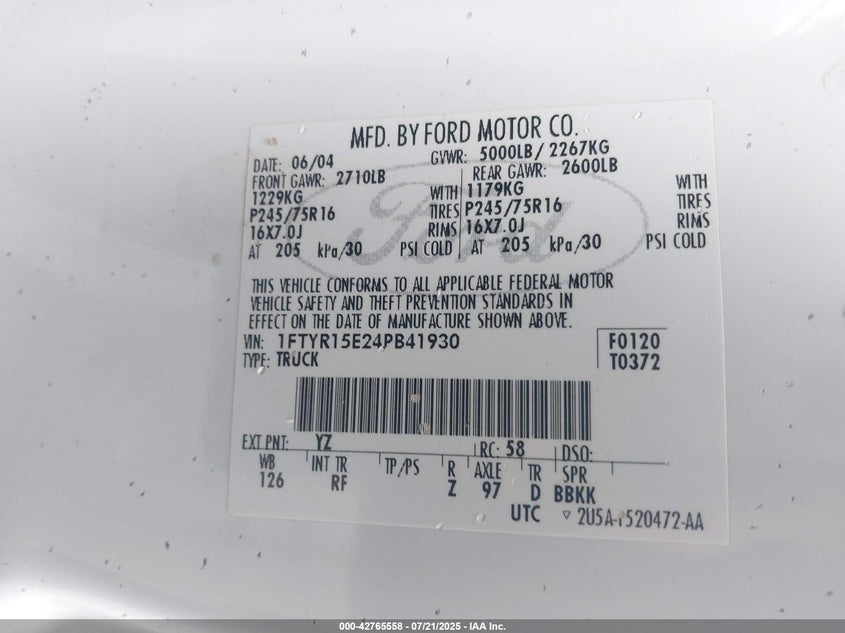 MFD. BY FORD MOTOR CO.
DATE: 06/04 GVWR: 5000LB/ 2267KG
FRONT GAWR: 2710LB REAR GAWR: 2600LB
1229KG WITH 1179KG WITH
P245/75R16 TIRES P245/75R16 TIRES
16X7.0J RIMS 16X7.0J RIMS
AT 205 kPa/30 PSI COLD AT 205 kPa/30 PSI COLD
Ford
THIS VEHICLE CONFORMS TO ALL APPLICABLE FEDERAL MOTOR
VEHICLE SAFETY AND THEFT PREVENTION STANDARDS IN
EFFECT ON THE DATE OF MANUFACTURE SHOWN ABOVE.
VIN: 1FTYR15E24PB41930 F0120
TYPE: TRUCK T0372
EXT PNT: YZ RC: 58 DSO:
WB INT TR TP/PS R AXLE TR SPR
126 RF Z 97 D BBKK
UTC ▽ 2U5A-1520472-AA
000-42765558 - 07/21/2025 - IAA Inc.